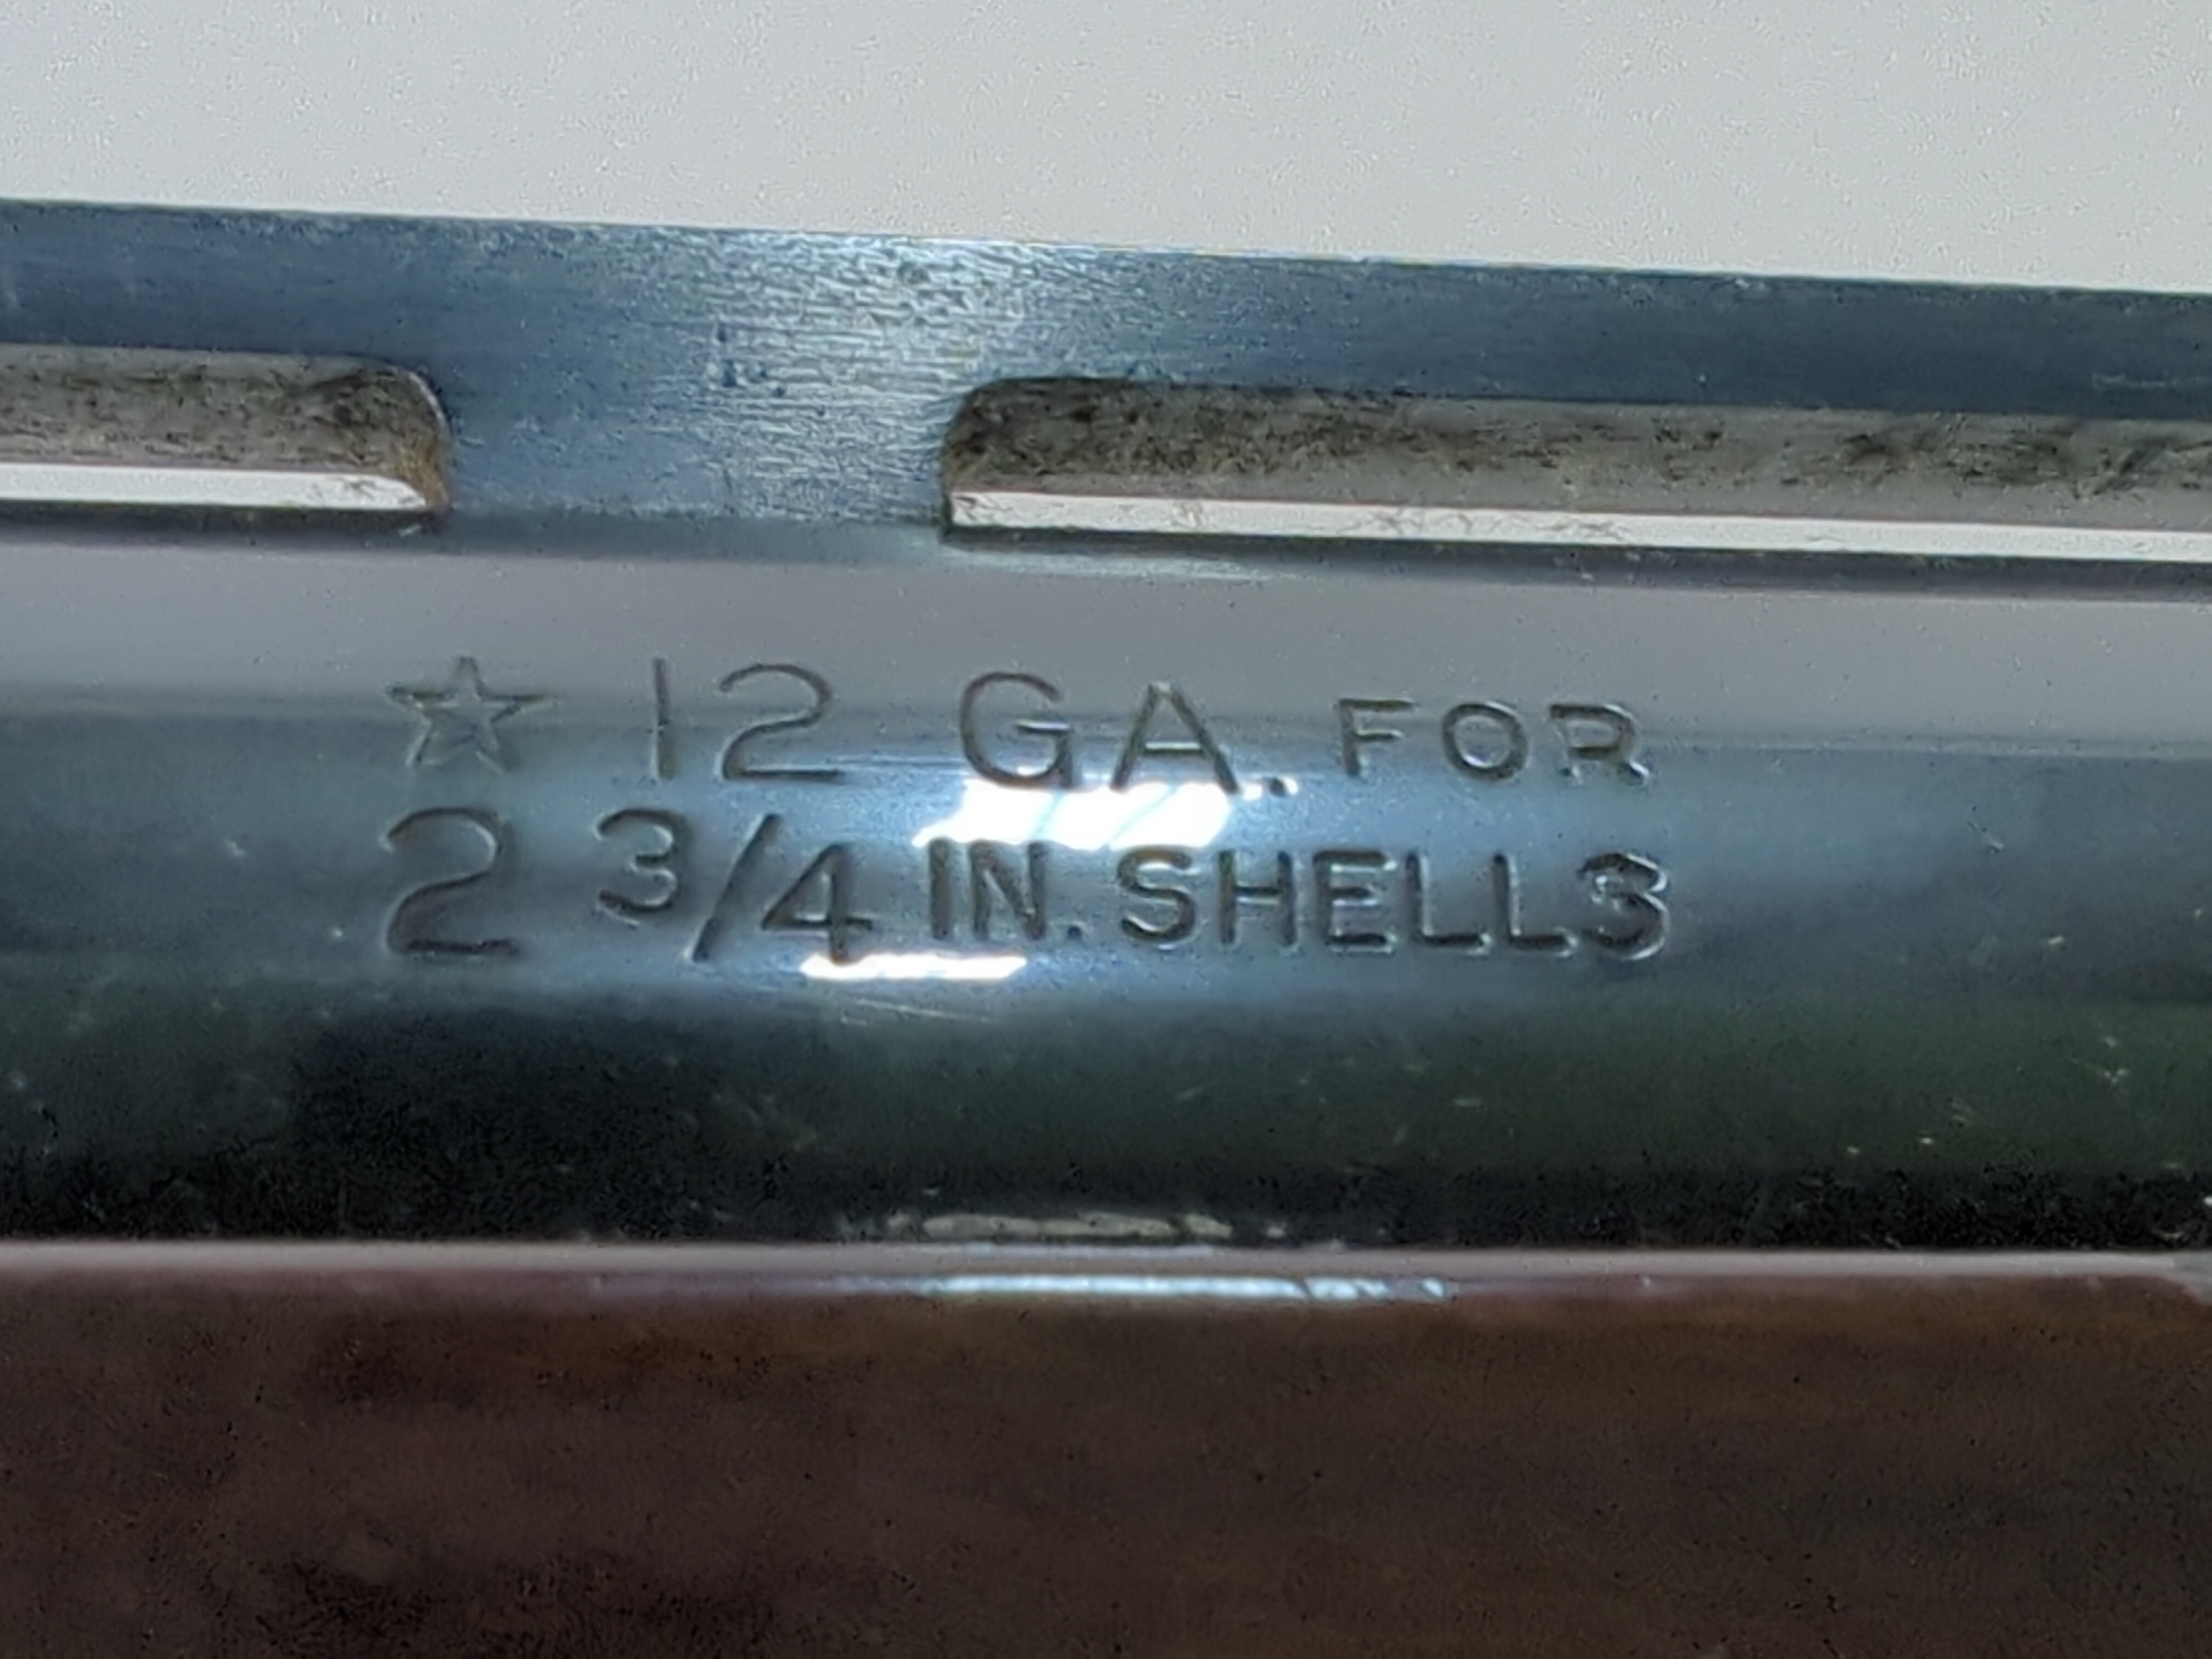 ☆ 12 GA. FOR
2 3/4 IN. SHELLS